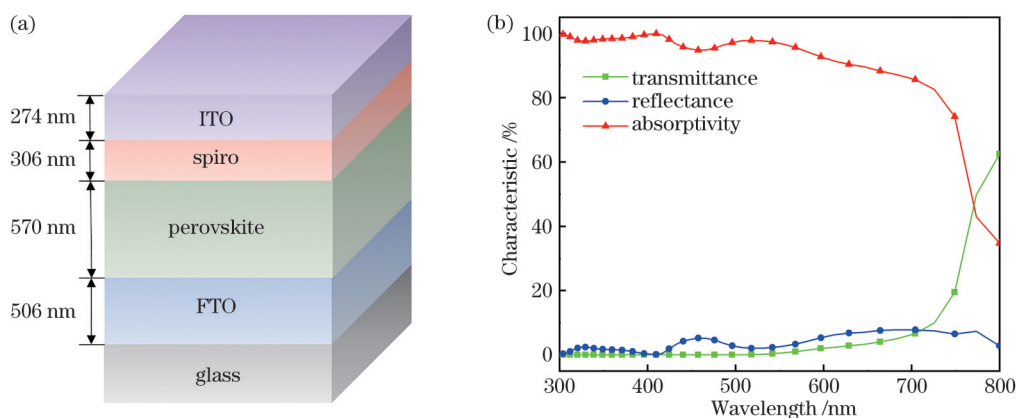 (a)
274 nm
ITO
306 nm
spiro
570 nm
perovskite
506 nm
FTO
glass
(b)
100
80
60
40
20
0
Characteristic /%
transmittance
reflectance
absorptivity
300 400 500 600 700 800
Wavelength /nm